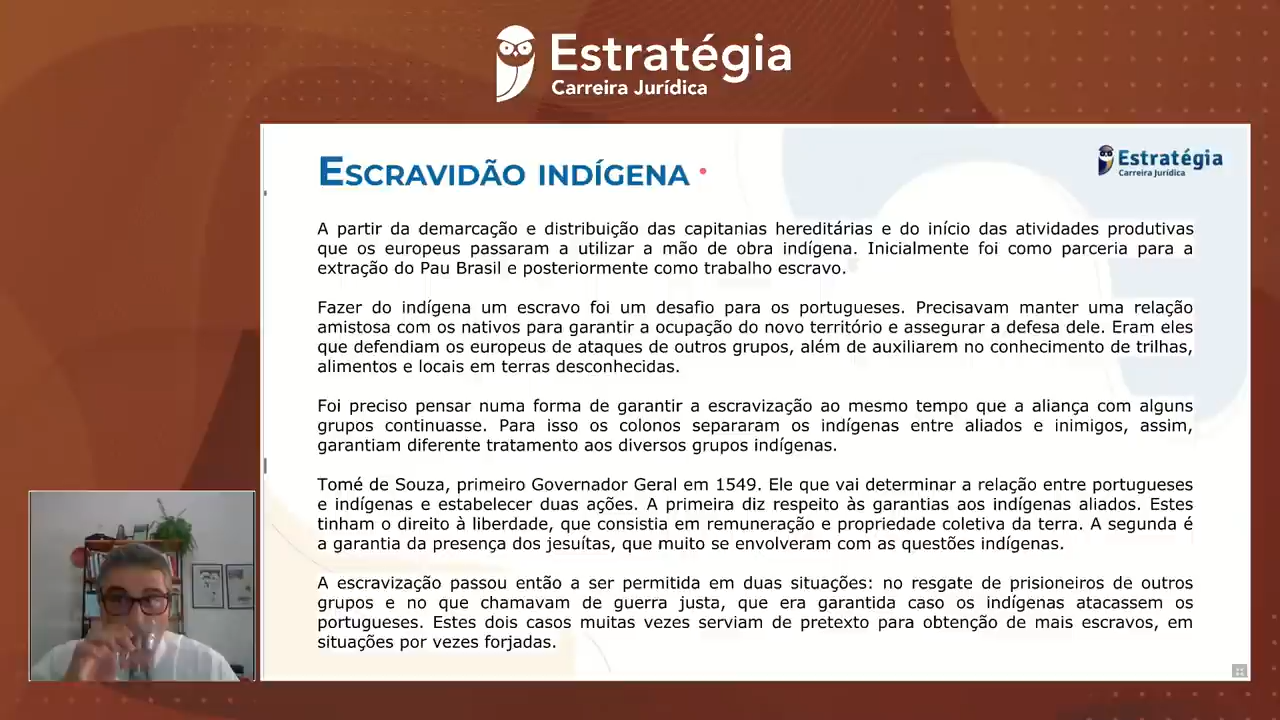 Estratégia
Carreira Jurídica
ESCRAVIDÃO INDÍGENA
Estratégia
Carreira Jurídica
A partir da demarcação e distribuição das capitanias hereditárias e do início das atividades produtivas
que os europeus passaram a utilizar a mão de obra indígena. Inicialmente foi como parceria para a
extração do Pau Brasil e posteriormente como trabalho escravo.
Fazer do indígena um escravo foi um desafio para os portugueses. Precisavam manter uma relação
amistosa com os nativos para garantir a ocupação do novo território e assegurar a defesa dele. Eram eles
que defendiam os europeus de ataques de outros grupos, além de auxiliarem no conhecimento de trilhas,
alimentos e locais em terras desconhecidas.
Foi preciso pensar numa forma de garantir a escravização ao mesmo tempo que a aliança com alguns
grupos continuasse. Para isso os colonos separaram os indígenas entre aliados e inimigos, assim,
garantiam diferente tratamento aos diversos grupos indígenas.
Tomé de Souza, primeiro Governador Geral em 1549. Ele que vai determinar a relação entre portugueses
e indígenas e estabelecer duas ações. A primeira diz respeito às garantias aos indígenas aliados. Estes
tinham o direito à liberdade, que consistia em remuneração e propriedade coletiva da terra. A segunda é
a garantia da presença dos jesuítas, que muito se envolveram com as questões indígenas.
A escravização passou então a ser permitida em duas situações: no resgate de prisioneiros de outros
grupos e no que chamavam de guerra justa, que era garantida caso os indígenas atacassem os
portugueses. Estes dois casos muitas vezes serviam de pretexto para obtenção de mais escravos, em
situações por vezes forjadas.